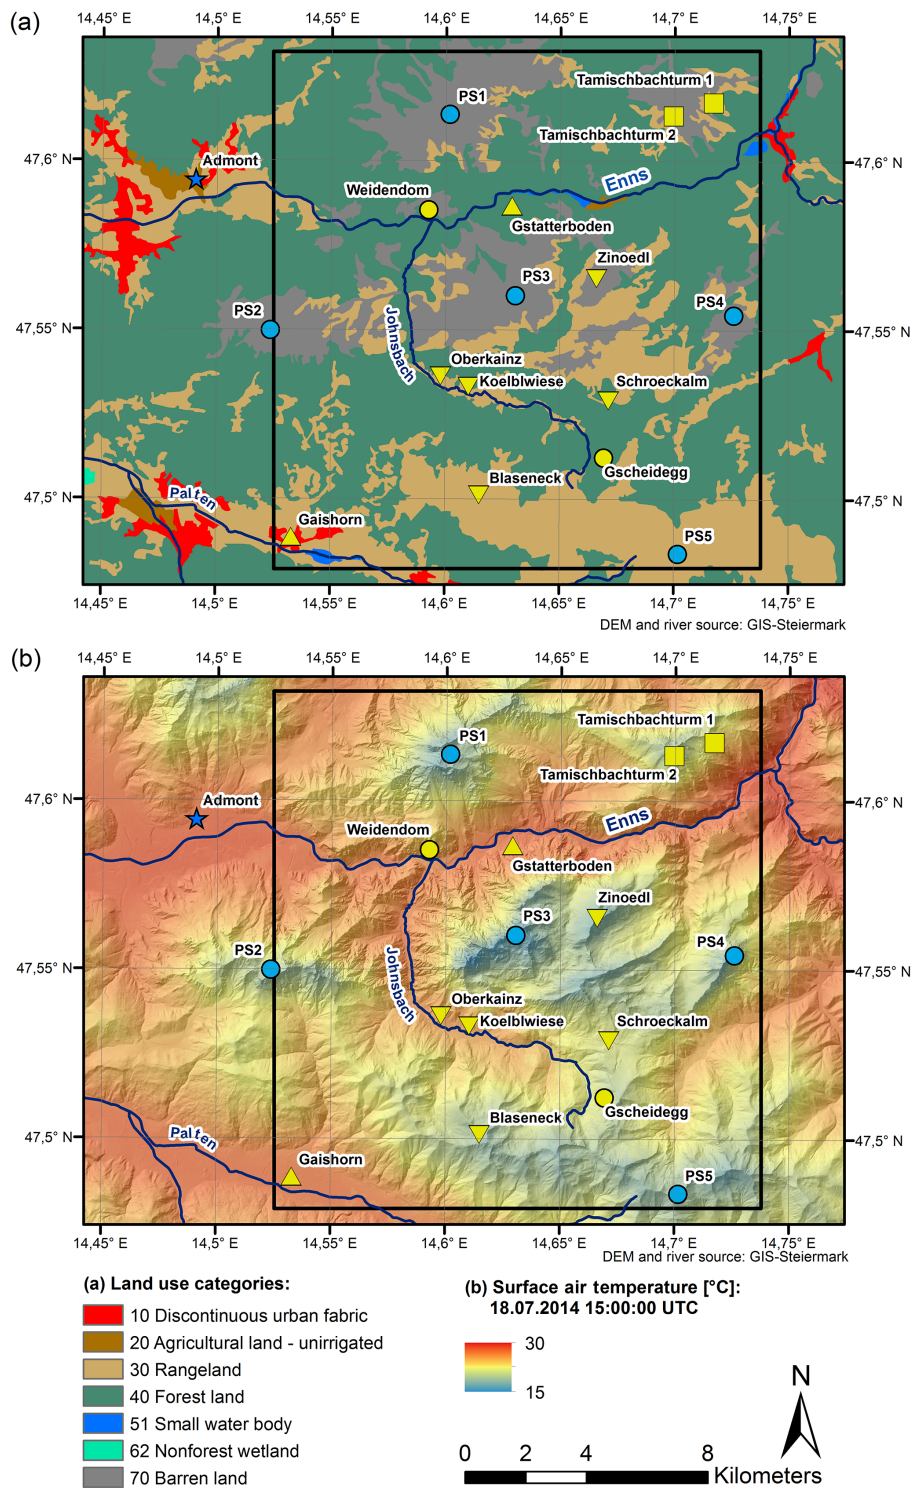 (a)
14,45° E 14,5° E 14,55° E 14,6° E 14,65° E 14,7° E 14,75° E
Tamischbachturm 1
PS1
Tamischbachturm 2
47,6° N 47,6° N
Admont
Weidendom
Enns
Gstatterboden
Zinoedl
PS3
PS4
PS2
47,55° N 47,55° N
Johnsbach
Oberkainz
Koelblwiese
Schroeckalm
Blaseneck
Gscheidegg
47,5° N 47,5° N
Palten
Gaishorn
PS5
14,45° E 14,5° E 14,55° E 14,6° E 14,65° E 14,7° E 14,75° E
DEM and river source: GIS-Steiermark
(b)
14,45° E 14,5° E 14,55° E 14,6° E 14,65° E 14,7° E 14,75° E
Tamischbachturm 1
PS1
Tamischbachturm 2
47,6° N 47,6° N
Admont
Weidendom
Enns
Gstatterboden
Zinoedl
PS3
PS4
PS2
47,55° N 47,55° N
Johnsbach
Oberkainz
Koelblwiese
Schroeckalm
Blaseneck
Gscheidegg
47,5° N 47,5° N
Palten
Gaishorn
PS5
14,45° E 14,5° E 14,55° E 14,6° E 14,65° E 14,7° E 14,75° E
DEM and river source: GIS-Steiermark
(a) Land use categories:
10 Discontinuous urban fabric
20 Agricultural land - unirrigated
30 Rangeland
40 Forest land
51 Small water body
62 Nonforest wetland
70 Barren land
(b) Surface air temperature [°C]:
18.07.2014 15:00:00 UTC
30
15
N
0 2 4 8
Kilometers